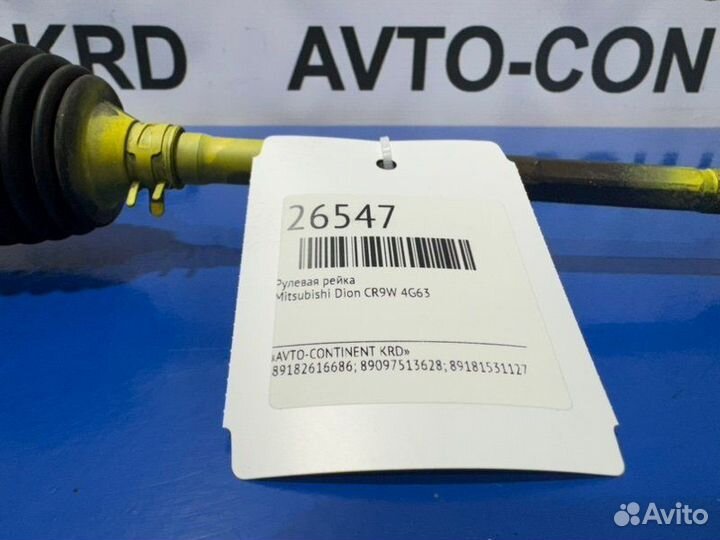 KRD AVTO-CON
26547
Рулевая рейка
Mitsubishi Dion CR9W 4G63
«AVTO-CONTINENT KRD»
89182616686; 89097513628; 89181531127
Avito